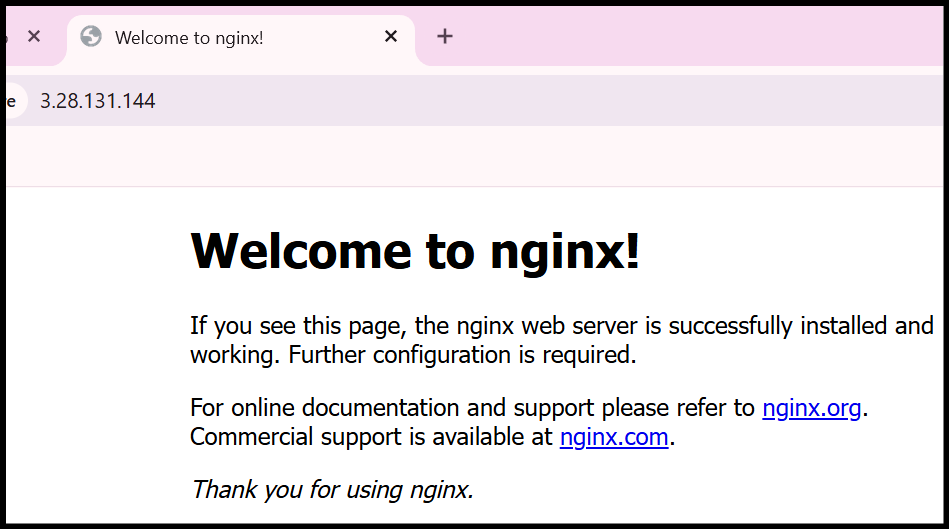 Welcome to nginx!
e 3.28.131.144
Welcome to nginx!
If you see this page, the nginx web server is successfully installed and
working. Further configuration is required.
For online documentation and support please refer to nginx.org.
Commercial support is available at nginx.com.
Thank you for using nginx.